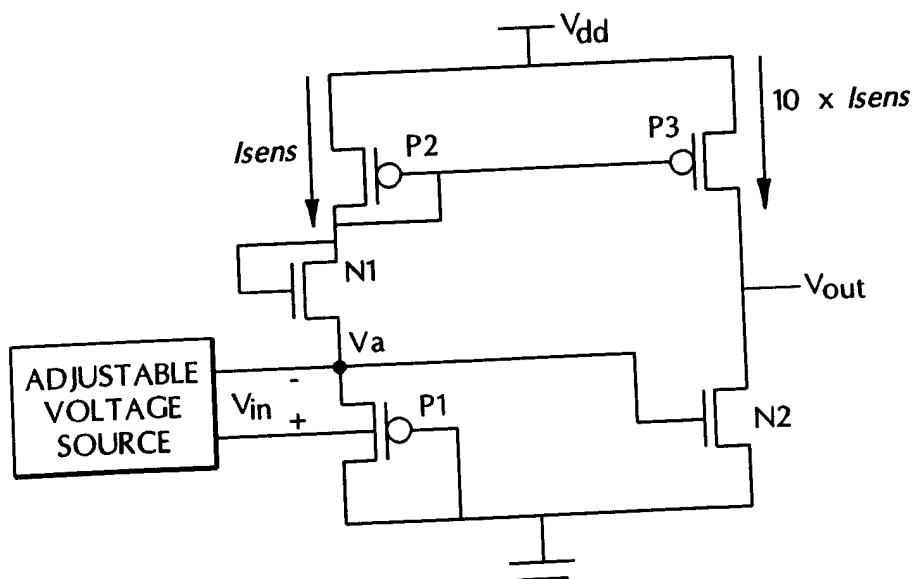 Vdd
Isens
P2
P3
10 x Isens
N1
Vout
Va
ADJUSTABLE
VOLTAGE
SOURCE
-
Vin
+
P1
N2